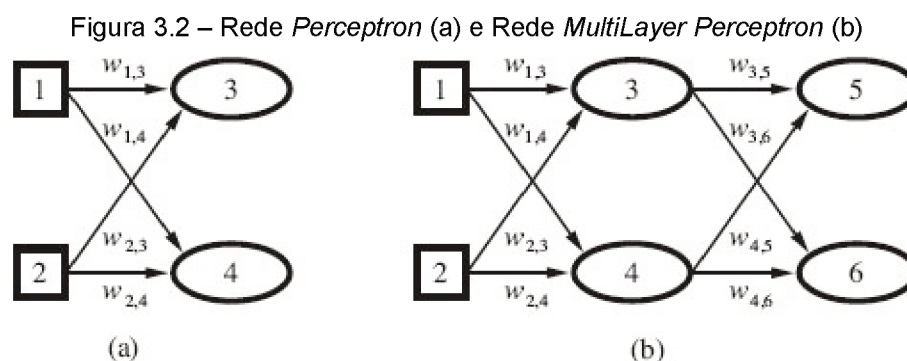 Figura 3.2 – Rede Perceptron (a) e Rede MultiLayer Perceptron (b)
1
w1,3
3
w1,4
w2,3
2
w2,4
4
(a)
1
w1,3
3
w3,5
5
w1,4
w3,6
w2,3
w4,5
2
w2,4
4
w4,6
6
(b)